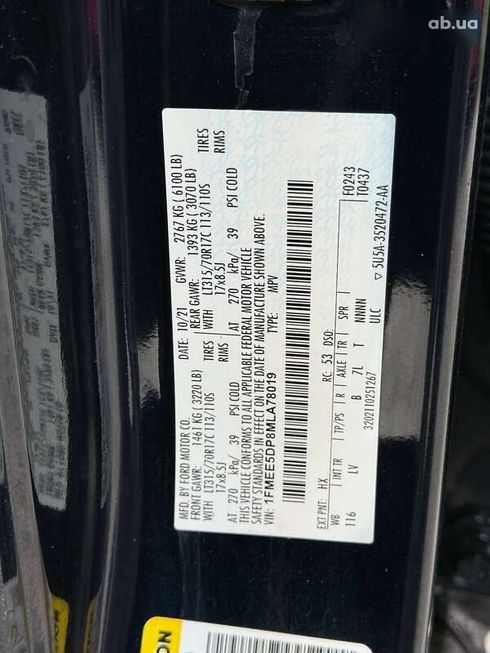 ab.ua
MFD. BY FORD MOTOR CO.
DATE: 10/21 GVWR: 2767 KG (6100 LB)
FRONT GAWR: 1461 KG (3220 LB) REAR GAWR: 1393 KG (3070 LB)
WITH LT315/70R17C 113/110S TIRES WITH LT315/70R17C 113/110S TIRES
17x8.5J RIMS 17x8.5J RIMS
AT 270 kPa/ 39 PSI COLD AT 270 kPa/ 39 PSI COLD
THIS VEHICLE CONFORMS TO ALL APPLICABLE FEDERAL MOTOR VEHICLE
SAFETY STANDARDS IN EFFECT ON THE DATE OF MANUFACTURE SHOWN ABOVE.
VIN: 1FMEE5DP8MLA78019 TYPE: MPV
F0243
T0437
EXT PNT: HX RC: 53 DSO:
WB INT TR TP/PS R AXLE TR SPR
116 LV B 7L T NNNN
ULC
3202110251267
5U5A-3520472-AA